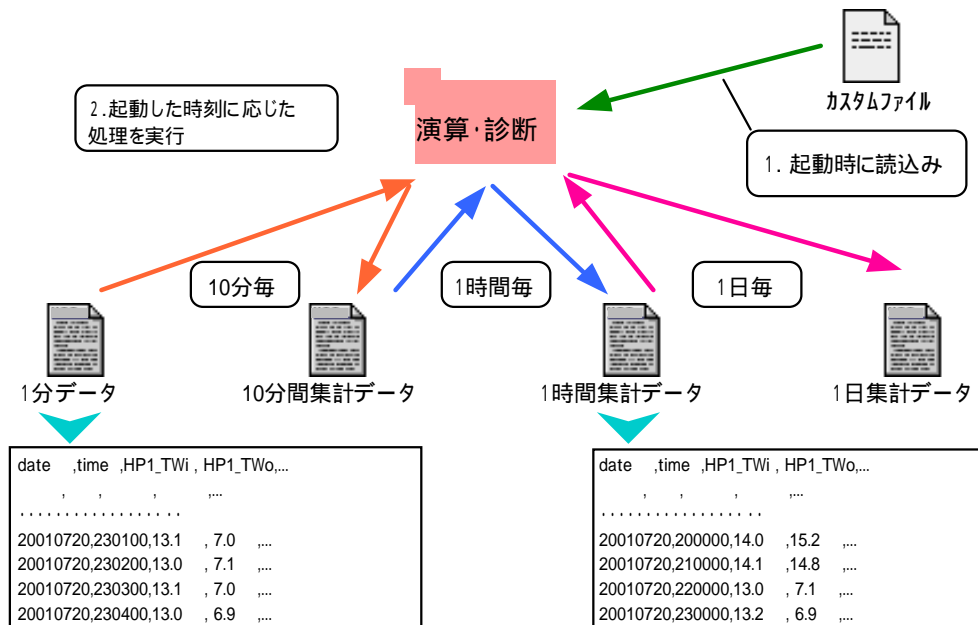 カスタムファイル
2.起動した時刻に応じた
処理を実行
演算・診断
1. 起動時に読込み
10分毎
1時間毎
1日毎
1分データ
10分間集計データ
1時間集計データ
1日集計データ
date ,time ,HP1_TWi , HP1_TWo,...
, , , ,...
..................
20010720,230100,13.1 , 7.0 ,...
20010720,230200,13.0 , 7.1 ,...
20010720,230300,13.1 , 7.0 ,...
20010720,230400,13.0 , 6.9 ,...
date ,time ,HP1_TWi , HP1_TWo,...
, , , ,...
..................
20010720,200000,14.0 ,15.2 ,...
20010720,210000,14.1 ,14.8 ,...
20010720,220000,13.0 , 7.1 ,...
20010720,230000,13.2 , 6.9 ,...